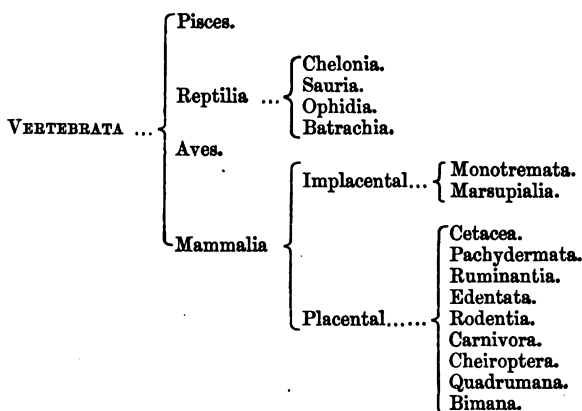 Pisces.
Chelonia.
Sauria.
Reptilia ...
Ophidia.
Batrachia.
VERTEBRATA ...
Aves.
Monotremata.
Implacental...
Marsupialia.
Mammalia
Cetacea.
Pachydermata.
Ruminantia.
Edentata.
Placental......
Rodentia.
Carnivora.
Cheiroptera.
Quadrumana.
Bimana.